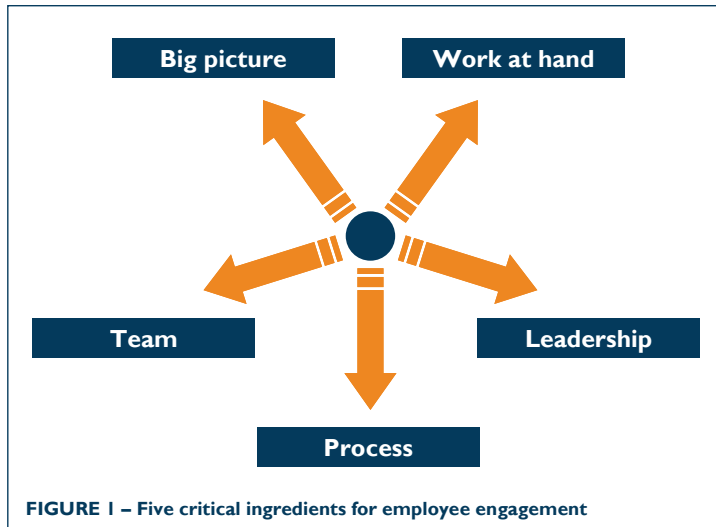 Big picture
Work at hand
Team
Leadership
Process
FIGURE 1 – Five critical ingredients for employee engagement